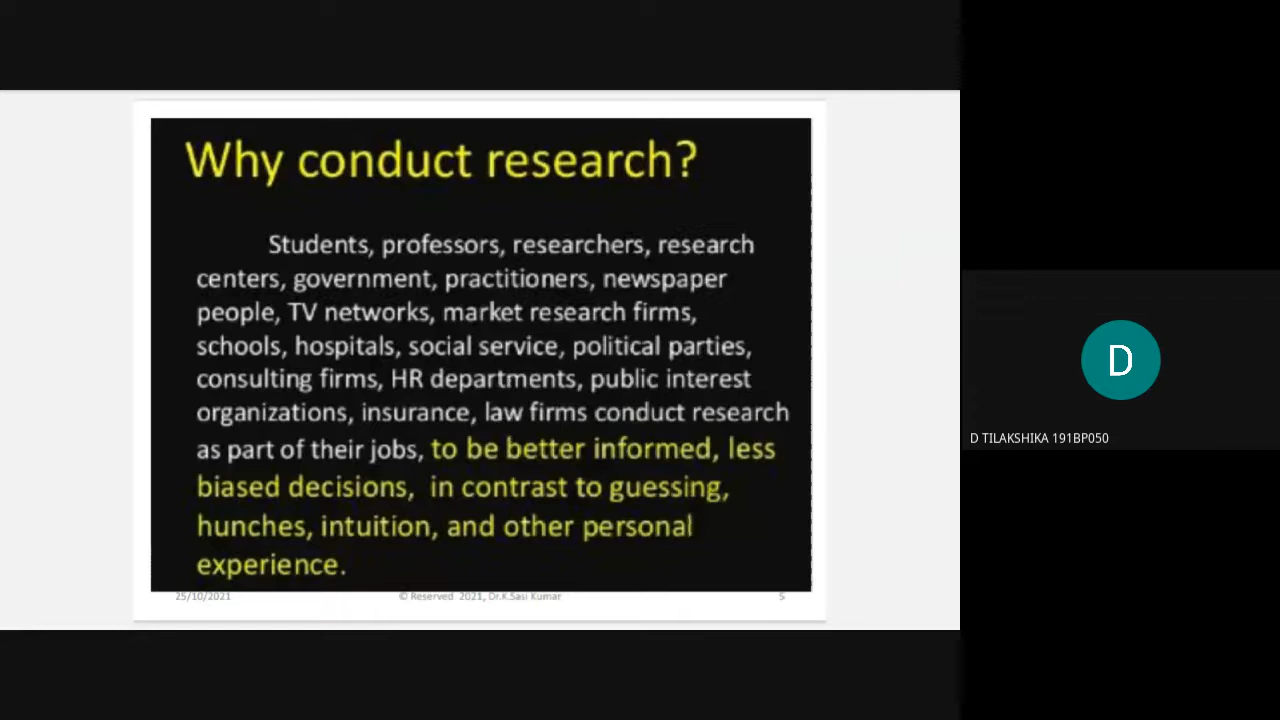 Why conduct research?
Students, professors, researchers, research
centers, government, practitioners, newspaper
people, TV networks, market research firms,
schools, hospitals, social service, political parties,
consulting firms, HR departments, public interest
organizations, insurance, law firms conduct research
as part of their jobs, to be better informed, less
biased decisions, in contrast to guessing,
hunches, intuition, and other personal
experience.
25/10/2021 © Reserved 2021, Dr.K.Sasi Kumar 5
D
D TILAKSHIKA 191BP050